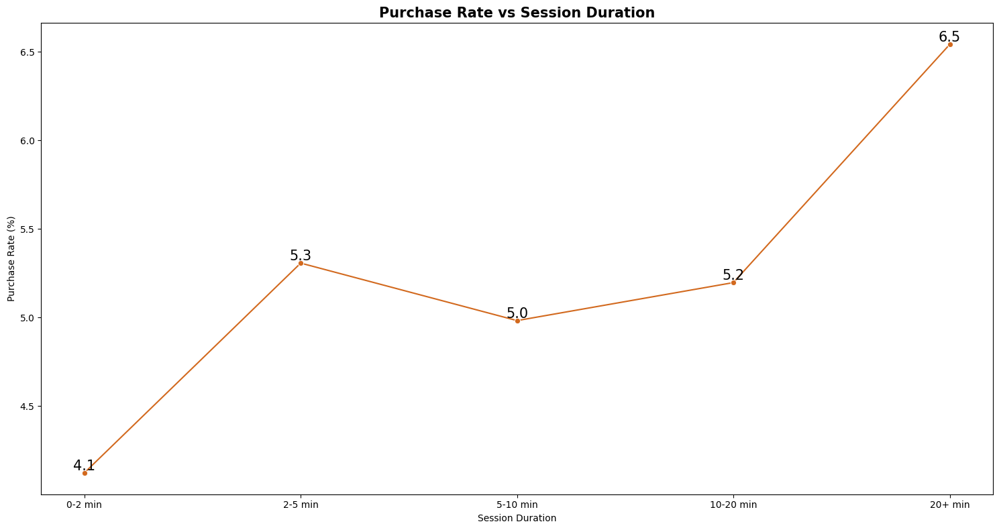 Purchase Rate vs Session Duration
6.5
6.5
6.0
5.5
5.3
5.2
5.0
5.0
4.5
4.1
Purchase Rate (%)
0-2 min
2-5 min
5-10 min
10-20 min
20+ min
Session Duration